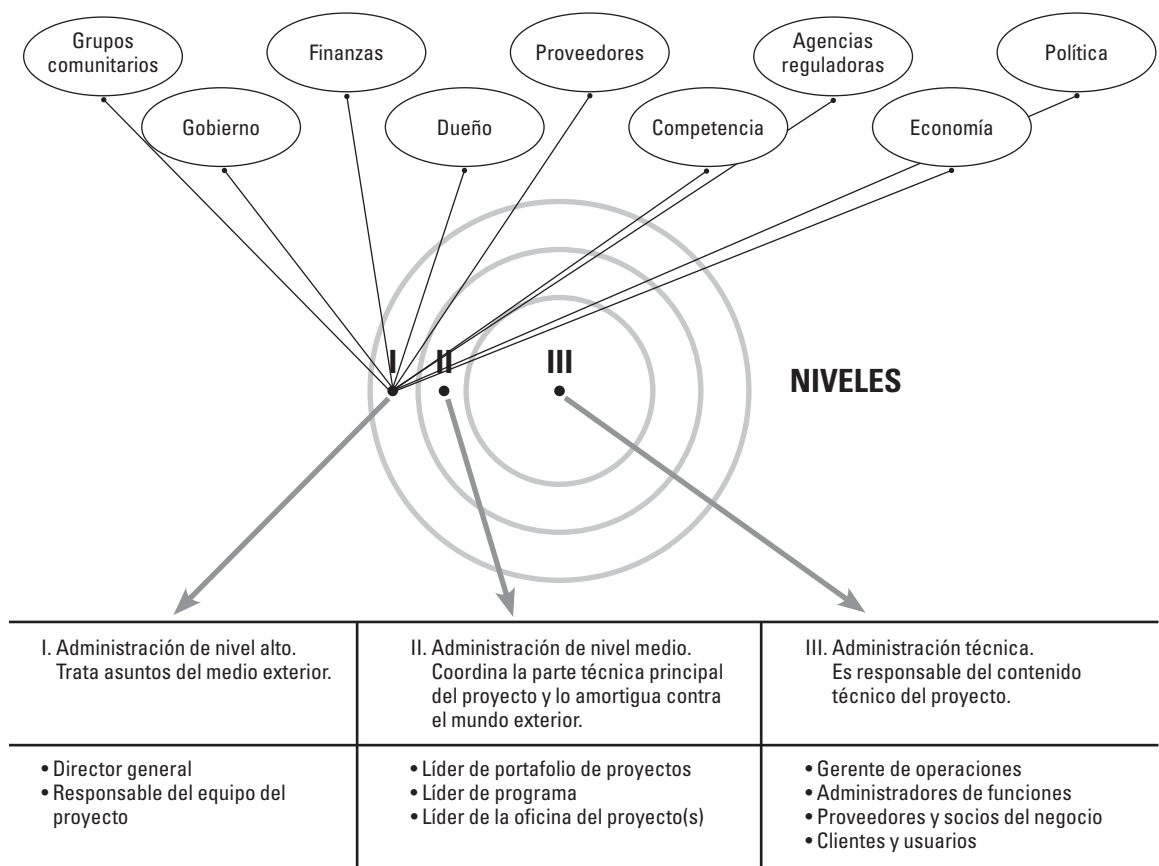 Grupos
comunitarios
Finanzas
Proveedores
Agencias
reguladoras
Política
Gobierno
Dueño
Competencia
Economía
I
II
III
NIVELES
I. Administración de nivel alto.
Trata asuntos del medio exterior.
II. Administración de nivel medio.
Coordina la parte técnica principal
del proyecto y lo amortigua contra
el mundo exterior.
III. Administración técnica.
Es responsable del contenido
técnico del proyecto.
• Director general
• Responsable del equipo del
proyecto
• Líder de portafolio de proyectos
• Líder de programa
• Líder de la oficina del proyecto(s)
• Gerente de operaciones
• Administradores de funciones
• Proveedores y socios del negocio
• Clientes y usuarios